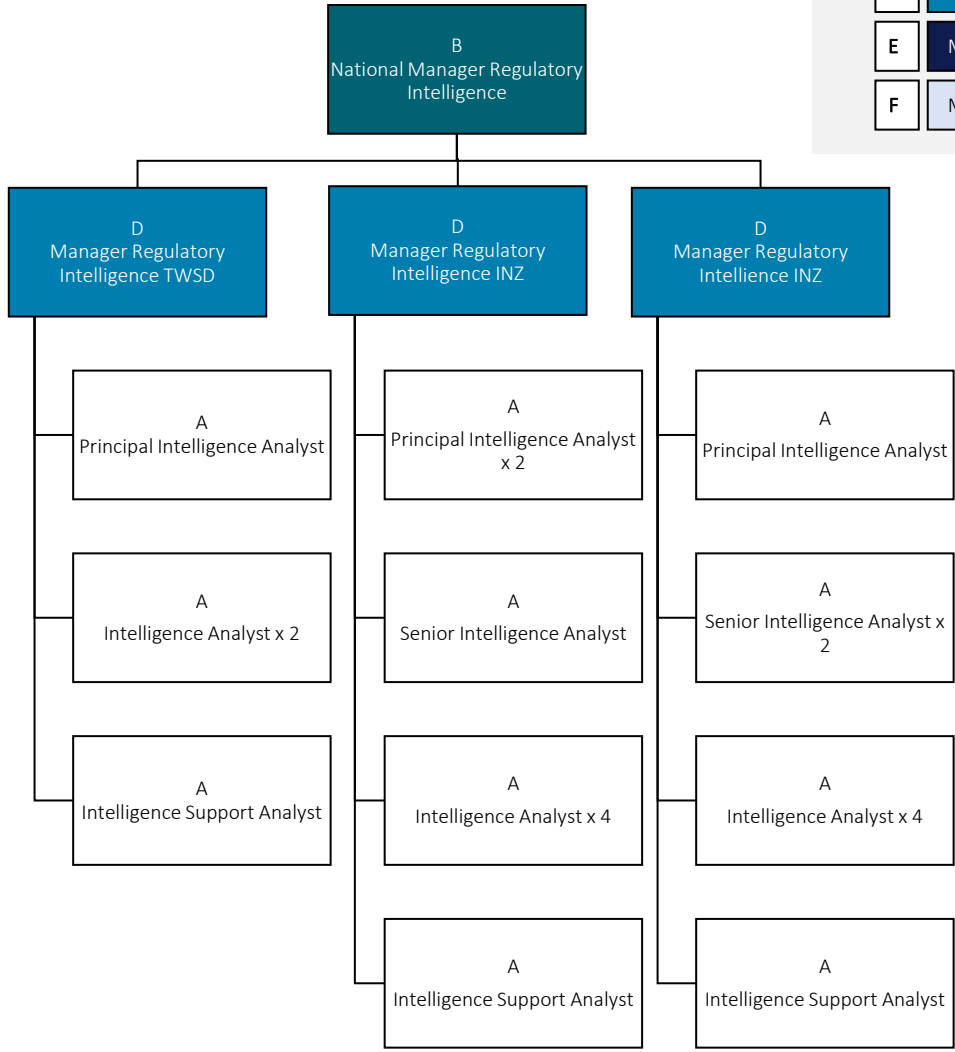 B
National Manager Regulatory
Intelligence
E
M
F
M
D
Manager Regulatory
Intelligence TWSD
D
Manager Regulatory
Intelligence INZ
D
Manager Regulatory
Intellience INZ
A
Principal Intelligence Analyst
A
Intelligence Analyst x 2
A
Intelligence Support Analyst
A
Principal Intelligence Analyst
x 2
A
Senior Intelligence Analyst
A
Intelligence Analyst x 4
A
Intelligence Support Analyst
A
Principal Intelligence Analyst
A
Senior Intelligence Analyst x
2
A
Intelligence Analyst x 4
A
Intelligence Support Analyst